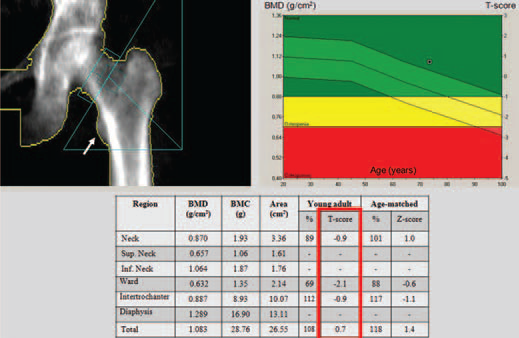 BMD (g/cm²) T-score
1.36 3
1.24 2
1.12 1
1.00 0
0.88 -1
0.76 -2
0.64 -3
0.52 -4
0.40 -5
Age (years)
20 30 40 50 60 70 80 90 100
Region BMD (g/cm²) BMC (g) Area (cm²) Young adult Age-matched
% T-score % Z-score
Neck 0.870 1.93 3.36 89 -0.9 101 1.0
Sup. Neck 0.657 1.06 1.61 - - - -
Inf. Neck 1.064 1.87 1.76 - - - -
Ward 0.632 1.35 2.14 69 -2.1 88 -0.6
Intertrochanter 0.887 8.93 10.07 112 -0.9 117 -1.1
Diaphysis 1.289 16.90 13.11 - - - -
Total 1.083 28.76 26.55 108 0.7 118 1.4